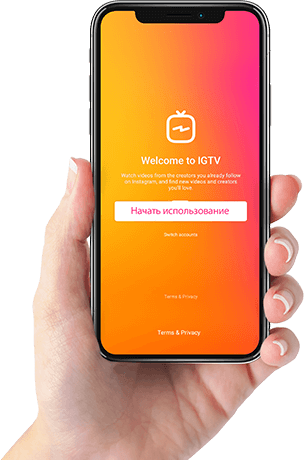 Welcome to IGTV
Watch videos from the creators you already follow
on Instagram, and find new videos and creators
you'll love.
Начать использование
Switch accounts
Terms & Privacy
Terms & Privacy